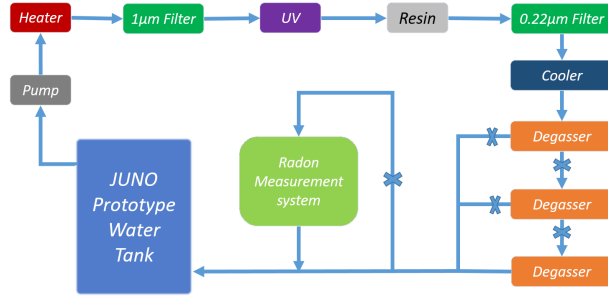 Heater
1μm Filter
UV
Resin
0.22μm Filter
Pump
Cooler
JUNO
Prototype
Water
Tank
Radon
Measurement
system
Degasser
Degasser
Degasser